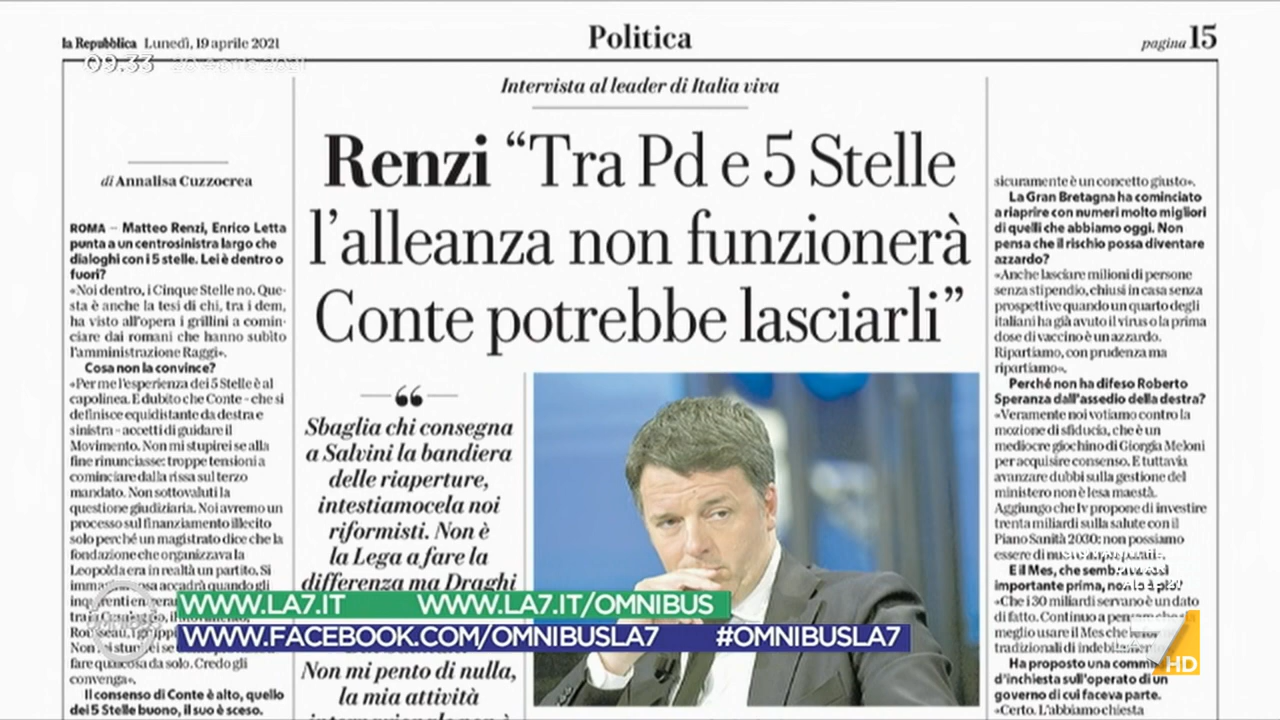 la Repubblica Lunedì, 19 aprile 2021
Politica
pagina 15
09.33 20 aprile 2021
Intervista al leader di Italia viva
Renzi “Tra Pd e 5 Stelle
l’alleanza non funzionerà
Conte potrebbe lasciarli”
di Annalisa Cuzzocrea
ROMA – Matteo Renzi, Enrico Letta
punta a un centrosinistra largo che
dialoghi con i 5 stelle. Lei è dentro o
fuori?
«Noi dentro, i Cinque Stelle no. Que-
sta è anche la tesi di chi, tra i dem,
ha visto all’opera i grillini a comin-
ciare dai romani che hanno subìto
l’amministrazione Raggi».
Cosa non la convince?
«Per me l’esperienza dei 5 Stelle è al
capolinea. E dubito che Conte – che si
definisce equidistante da destra e
sinistra – accetti di guidare il
Movimento. Non mi stupirei se alla
fine rinunciasse: troppe tensioni a
cominciare dalla rissa sul terzo
mandato. Non sottovaluti la
questione giudiziaria. Noi avremo un
processo sul finanziamento illecito
solo perché un magistrato dice che la
fondazione che organizzava la
Leopolda era in realtà un partito. Si
cosa accadrà quando gli
fare qualcosa da solo. Credo gli
convenga».
Il consenso di Conte è alto, quello
dei 5 Stelle buono, il suo è sceso.
“
Sbaglia chi consegna
a Salvini la bandiera
delle riaperture,
intestiamocela noi
riformisti. Non è
la Lega a fare la
differenza ma Draghi
Non mi pento di nulla,
la mia attività
sicuramente è un concetto giusto».
La Gran Bretagna ha cominciato
a riaprire con numeri molto migliori
di quelli che abbiamo oggi. Non
pensa che il rischio possa diventare
azzardo?
«Anche lasciare milioni di persone
senza stipendio, chiusi in casa senza
prospettive quando un quarto degli
italiani ha già avuto il virus o la prima
dose di vaccino è un azzardo.
Ripartiamo, con prudenza ma
ripartiamo».
Perché non ha difeso Roberto
Speranza dall’assedio della destra?
«Veramente noi votiamo contro la
mozione di sfiducia, che è un
mediocre giochino di Giorgia Meloni
per acquisire consenso. E tuttavia
avanzare dubbi sulla gestione del
ministero non è lesa maestà.
Aggiungo che Iv propone di investire
trenta miliardi sulla salute con il
Piano Sanità 2030: non possiamo
essere di
E il Mes, che
importante prima,
«Che i 30 miliardi servano è un dato
di fatto. Continuo a
meglio usare il Mes che
tradizionali di
Ha proposto una
d’inchiesta sull’operato di un
governo di cui faceva parte.
«Certo. L’abbiamo chiesta
WWW.LA7.IT WWW.LA7.IT/OMNIBUS
WWW.FACEBOOK.COM/OMNIBUSLA7 #OMNIBUSLA7
HD